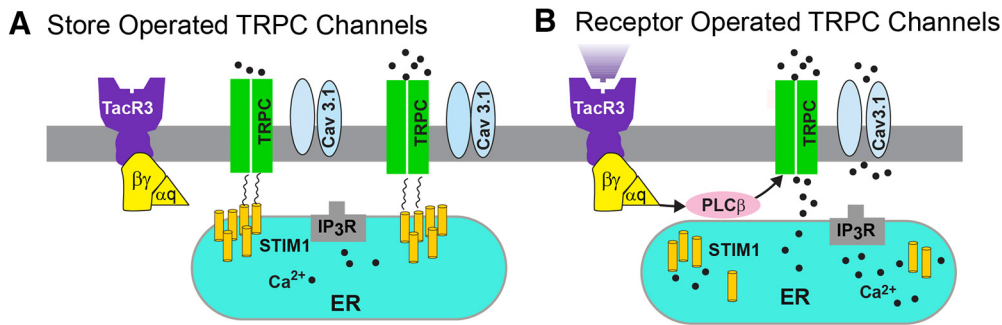 A Store Operated TRPC Channels
TacR3
βγ
αq
TRPC
Cav 3.1
TRPC
Cav 3.1
STIM1
IP3R
Ca2+
ER
B Receptor Operated TRPC Channels
TacR3
βγ
αq
PLCβ
TRPC
Cav3.1
STIM1
IP3R
ER
Ca2+